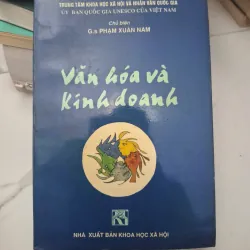 TRUNG TÂM KHOA HỌC XÃ HỘI VÀ NHÂN VĂN QUỐC GIA
ỦY BAN QUỐC GIA UNESCO CỦA VIỆT NAM
Chủ biên
G.s PHẠM XUÂN NAM
Văn hóa và
kinh doanh
NHÀ XUẤT BẢN KHOA HỌC XÃ HỘI